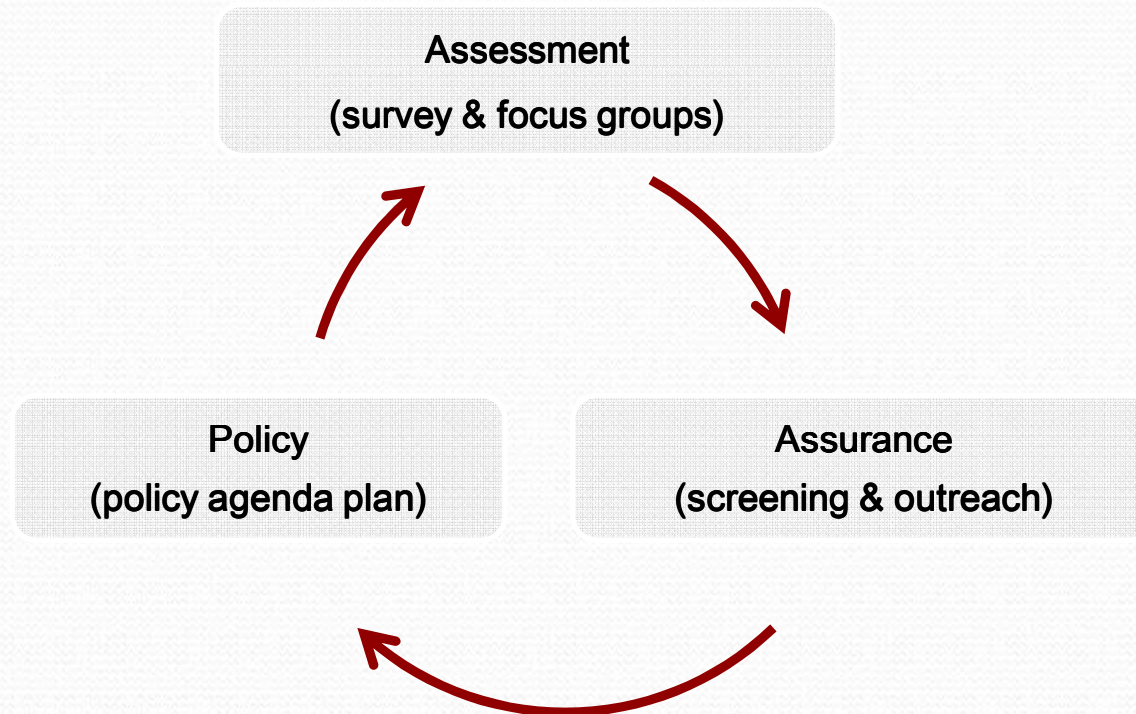 Assessment
(survey & focus groups)
Policy
(policy agenda plan)
Assurance
(screening & outreach)